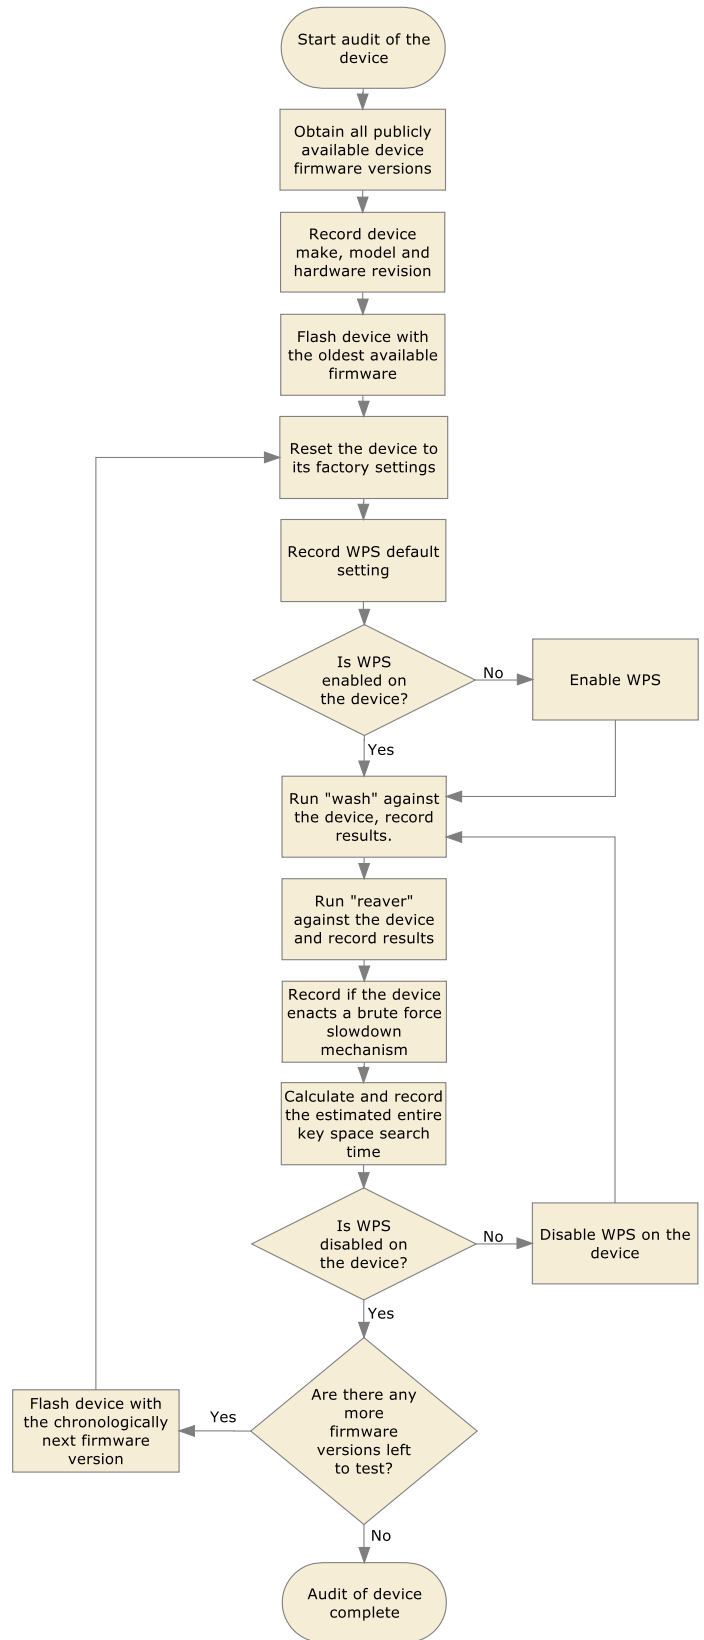 Start audit of the
device
Obtain all publicly
available device
firmware versions
Record device
make, model and
hardware revision
Flash device with
the oldest available
firmware
Reset the device to
its factory settings
Record WPS default
setting
Is WPS
enabled on
the device?
No
Enable WPS
Yes
Run "wash" against
the device, record
results.
Run "reaver"
against the device
and record results
Record if the device
enacts a brute force
slowdown
mechanism
Calculate and record
the estimated entire
key space search
time
Is WPS
disabled on
the device?
No
Disable WPS on the
device
Yes
Are there any
more
firmware
versions left
to test?
Yes
Flash device with
the chronologically
next firmware
version
No
Audit of device
complete